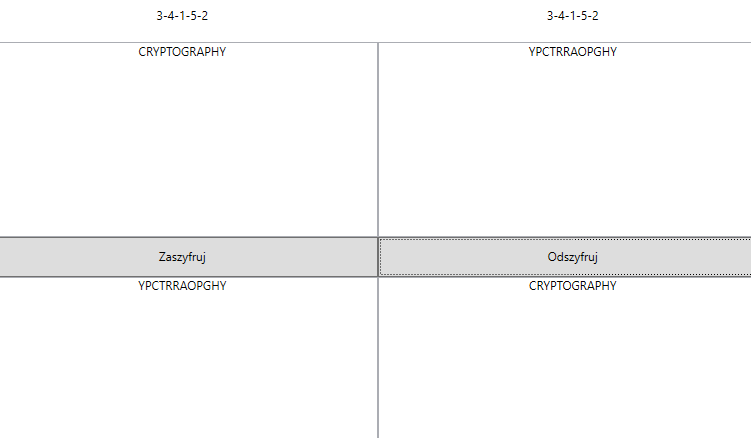 3-4-1-5-2
3-4-1-5-2
CRYPTOGRAPHY
YPCTRRAOPGHY
Zaszyfruj
Odszyfruj
YPCTRRAOPGHY
CRYPTOGRAPHY